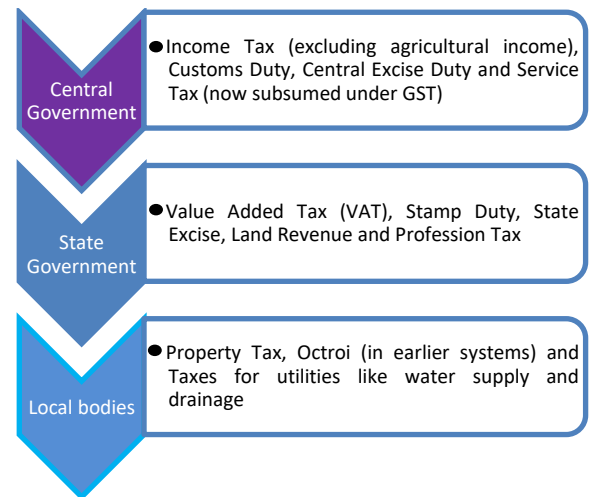 Central
Government
●Income Tax (excluding agricultural income),
Customs Duty, Central Excise Duty and Service
Tax (now subsumed under GST)
State
Government
●Value Added Tax (VAT), Stamp Duty, State
Excise, Land Revenue and Profession Tax
Local bodies
●Property Tax, Octroi (in earlier systems) and
Taxes for utilities like water supply and
drainage